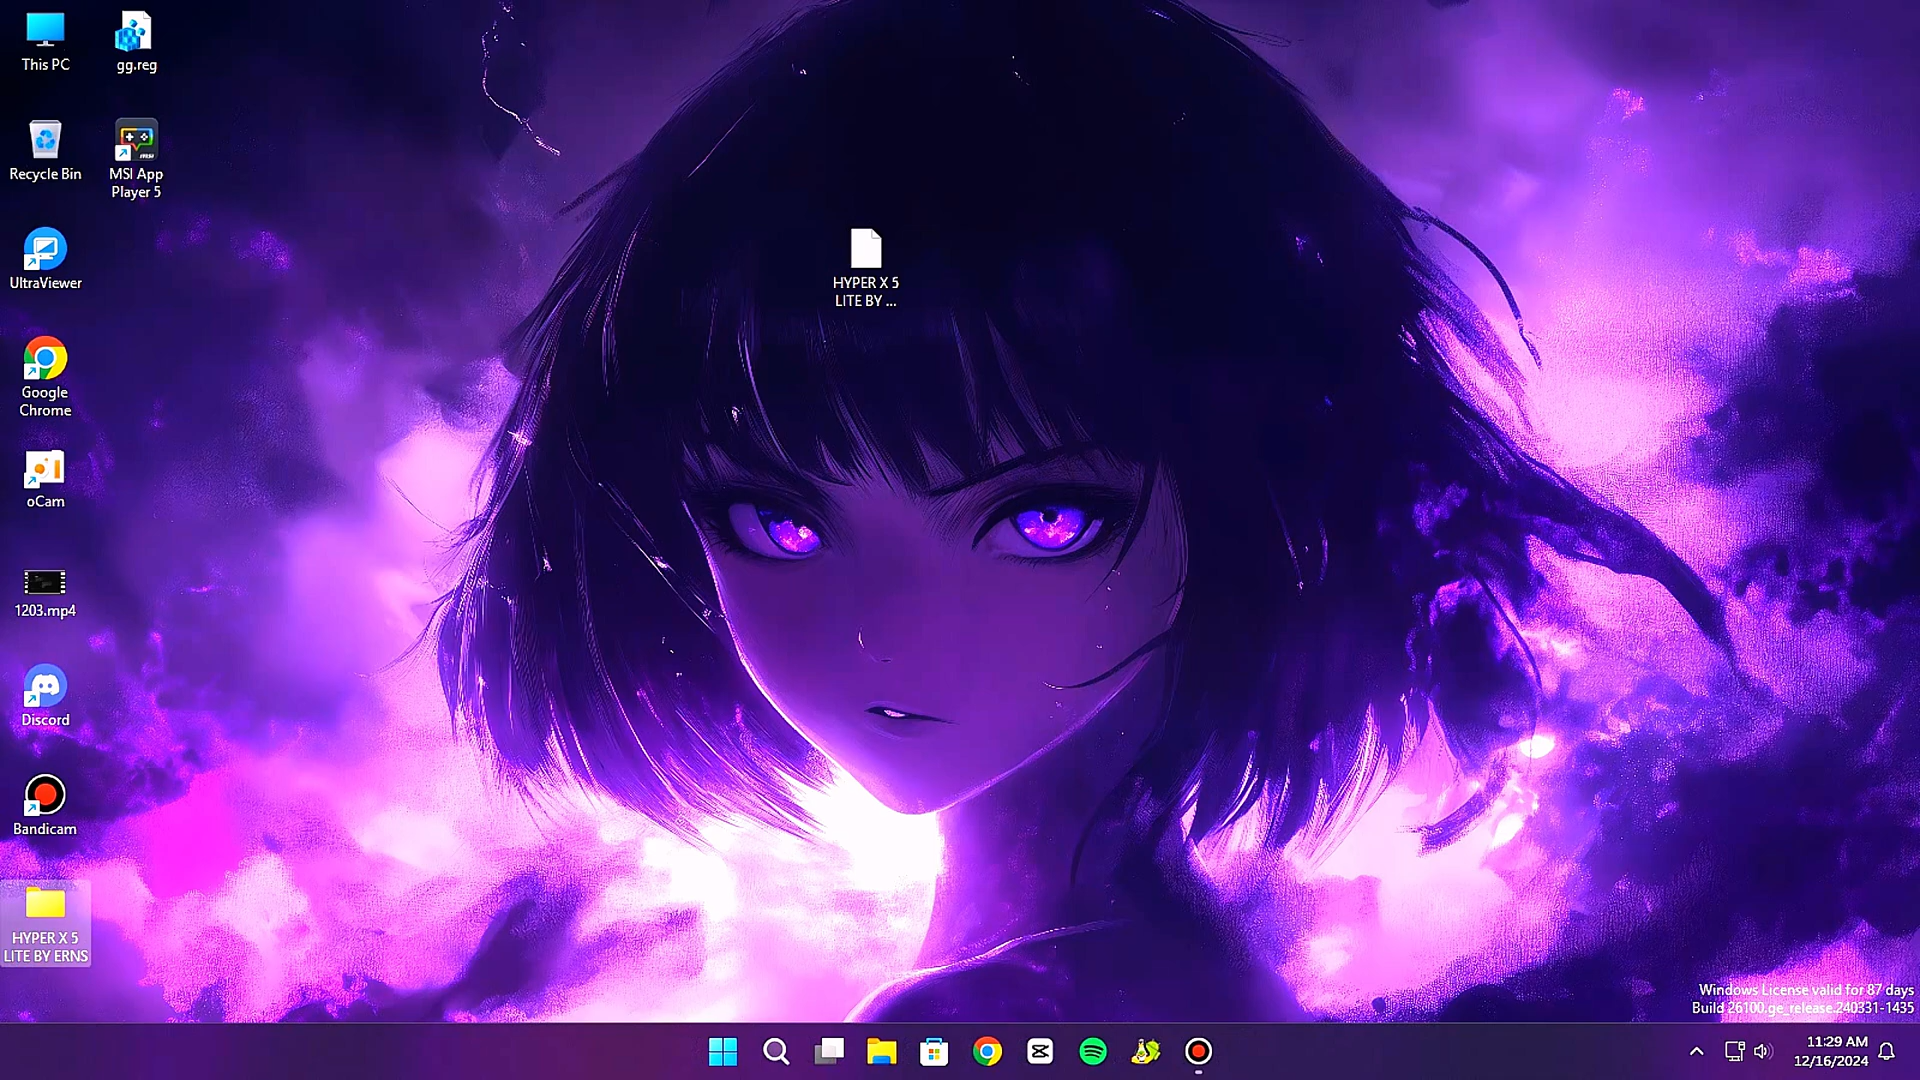 This PC
gg.reg
Recycle Bin
MSI App
Player 5
UltraViewer
HYPER X 5
LITE BY ...
Google
Chrome
oCam
1203.mp4
Discord
Bandicam
HYPER X 5
LITE BY ERNS
Windows License valid for 87 days
Build 26100.ge_release.240331-1435
11:29 AM
12/16/2024